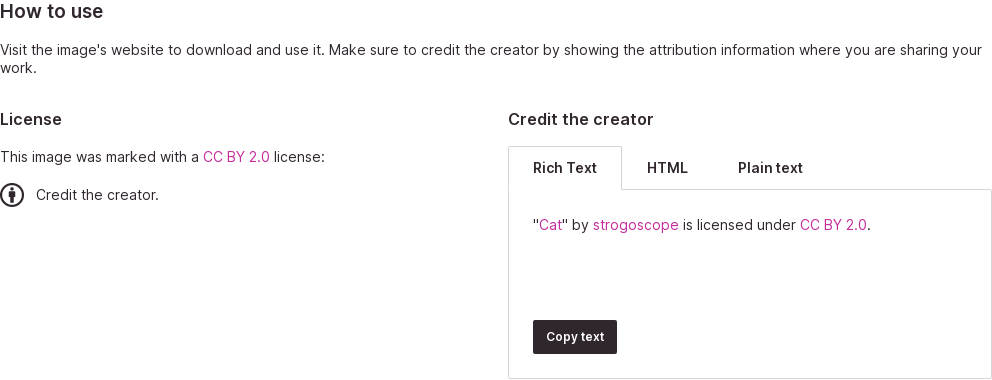 How to use
Visit the image's website to download and use it. Make sure to credit the creator by showing the attribution information where you are sharing your
work.
License
This image was marked with a CC BY 2.0 license:
Credit the creator.
Credit the creator
Rich Text
HTML
Plain text
"Cat" by strogoscope is licensed under CC BY 2.0.
Copy text